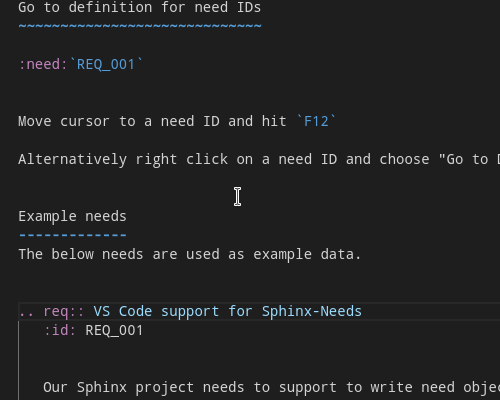 Go to definition for need IDs
~~~~~~~~~~~~~~~~~~~~~~~~~~~~~
:need:`REQ_001`
Move cursor to a need ID and hit `F12`
Alternatively right click on a need ID and choose "Go to
Example needs
-------------
The below needs are used as example data.
.. req:: VS Code support for Sphinx-Needs
:id: REQ_001
Our Sphinx project needs to support to write need